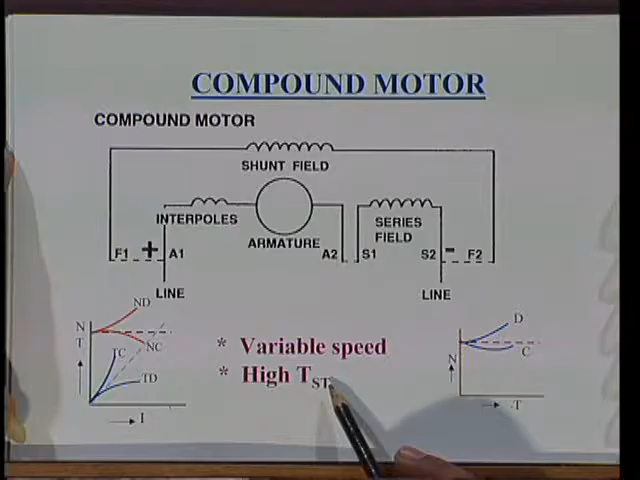 COMPOUND MOTOR
COMPOUND MOTOR
SHUNT FIELD
INTERPOLES
ARMATURE
SERIES
FIELD
F1 + A1
A2 S1
S2 - F2
LINE
LINE
ND
N
T
NC
TC
TD
I
* Variable speed
* High TST
D
C
N
T